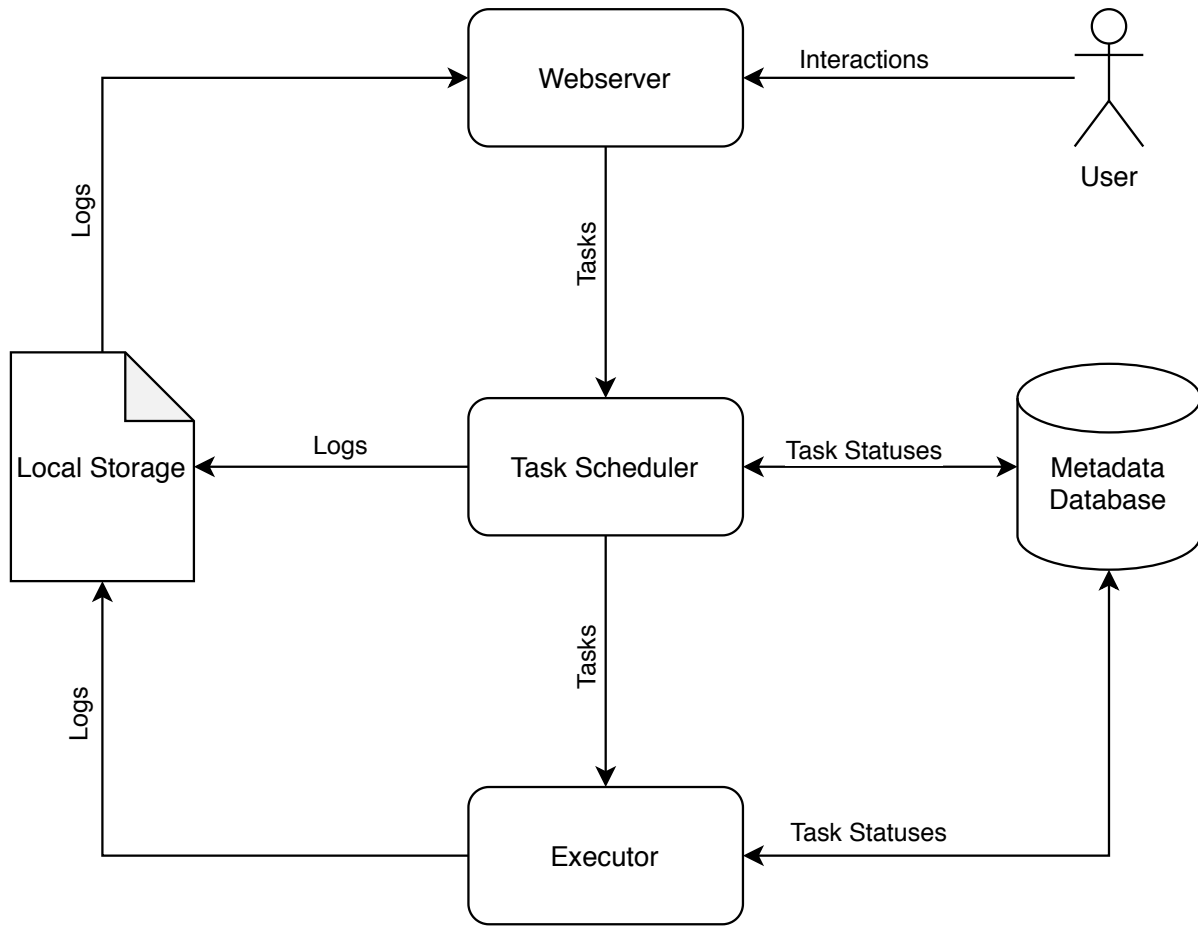 Interactions
Webserver
User
Logs
Tasks
Local Storage
Logs
Task Scheduler
Task Statuses
Metadata
Database
Logs
Tasks
Executor
Task Statuses